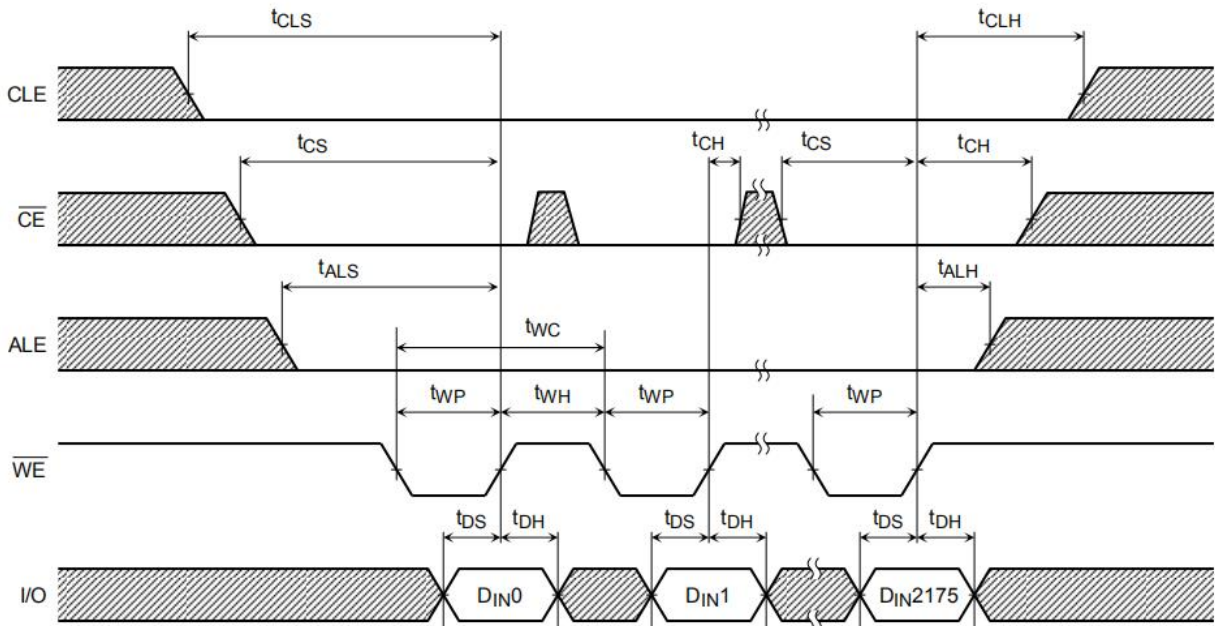 tCLS tCLH
CLE
tCS tCH tCS tCH
CE
tALS tALH
ALE
tWC
tWP tWH tWP tWP
WE
tDS tDH tDS tDH tDS tDH
I/O DIN0 DIN1 DIN2175